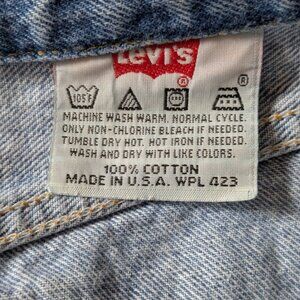 Levi's
®
®
105F
MACHINE WASH WARM. NORMAL CYCLE.
ONLY NON-CHLORINE BLEACH IF NEEDED.
TUMBLE DRY HOT. HOT IRON IF NEEDED.
WASH AND DRY WITH LIKE COLORS.
100% COTTON
MADE IN U.S.A. WPL 423